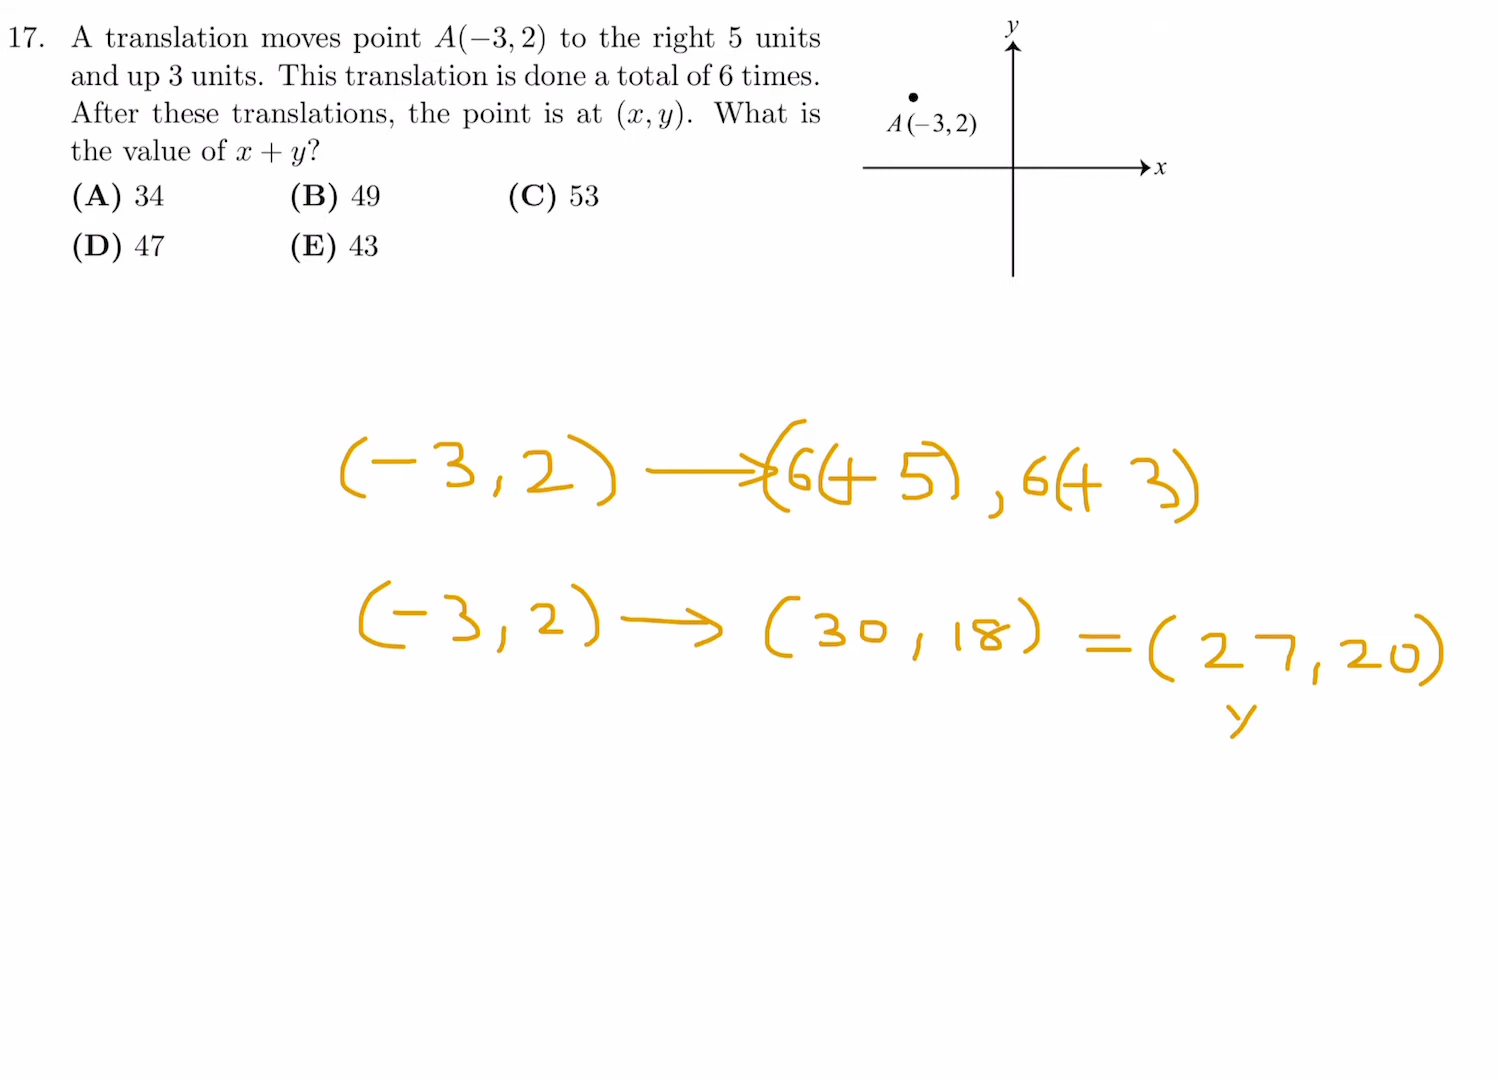 17. A translation moves point A(−3, 2) to the right 5 units
and up 3 units. This translation is done a total of 6 times.
After these translations, the point is at (x, y). What is
the value of x + y?
(A) 34 (B) 49 (C) 53
(D) 47 (E) 43
y
A(−3, 2)
x
(−3, 2) → (6(+ 5), 6(+ 3)
(−3, 2) → (30, 18) = (27, 20)
y